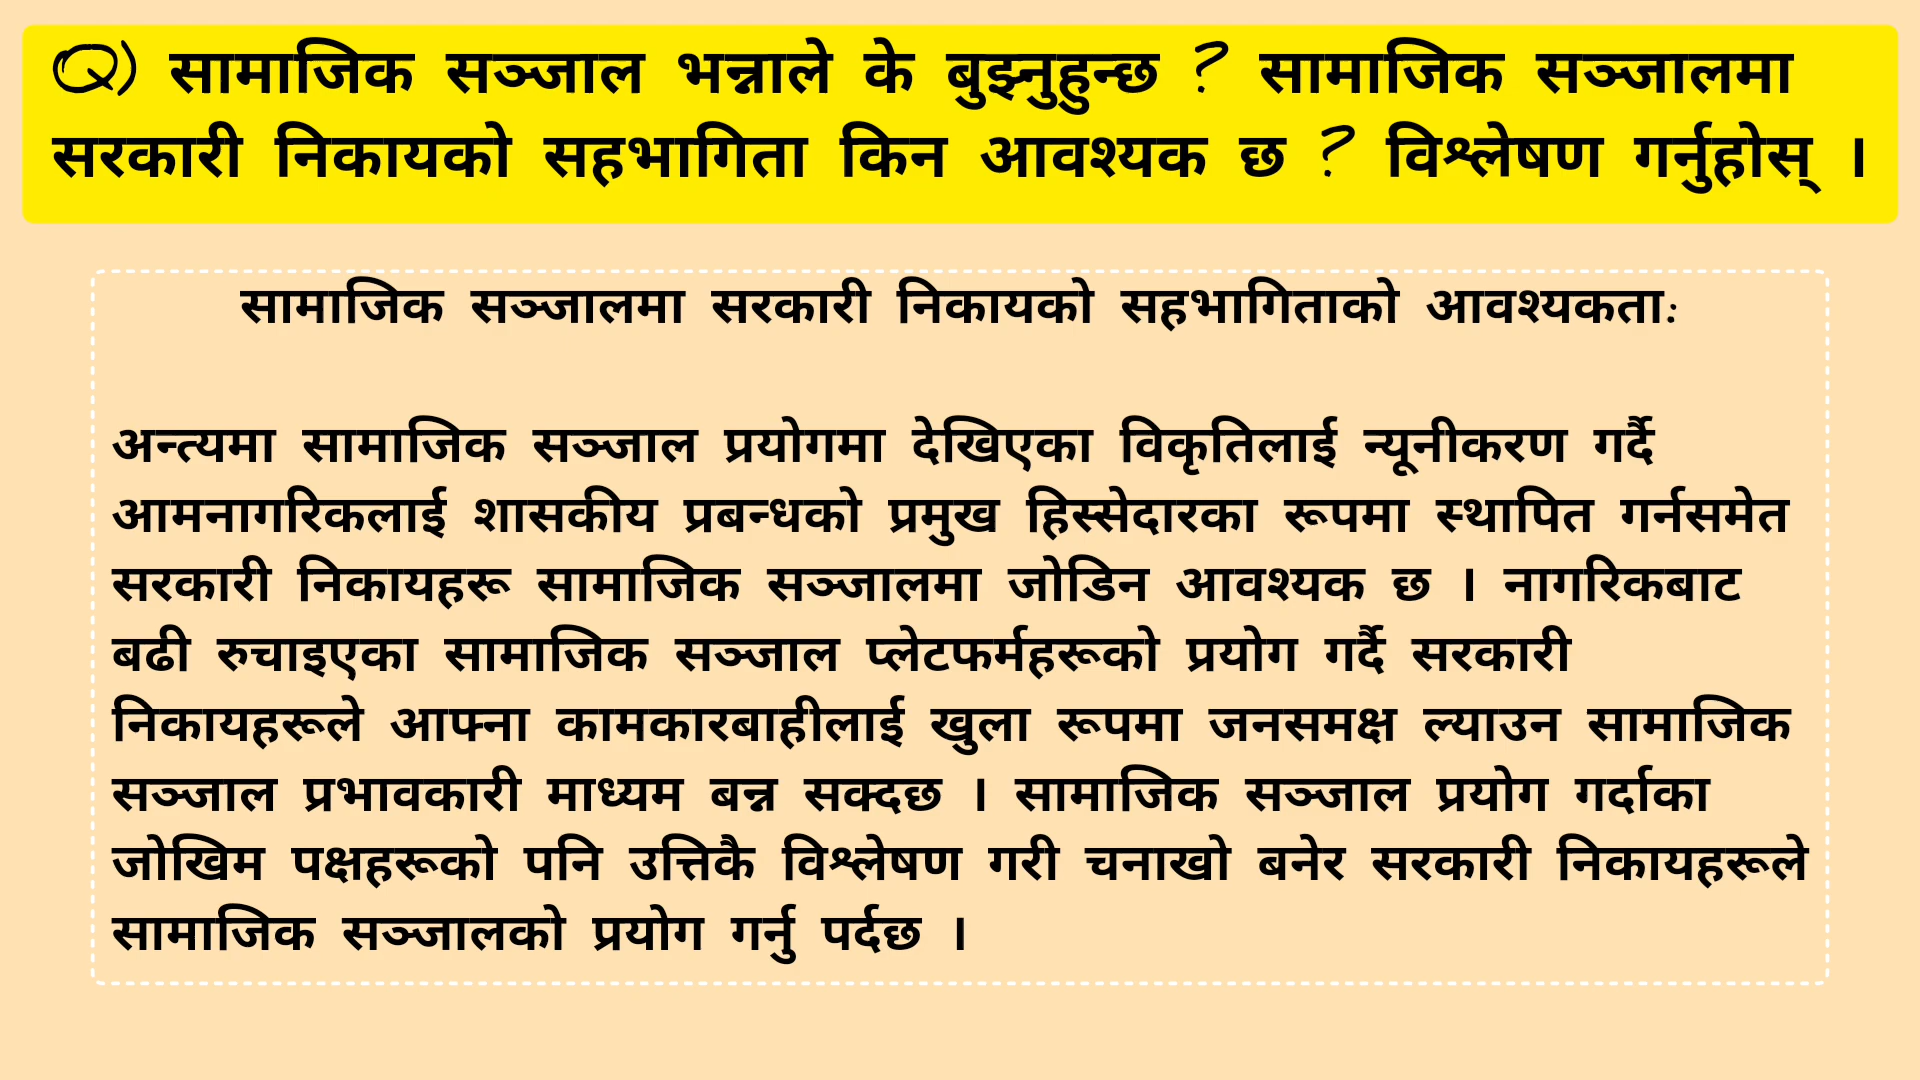 Q) सामाजिक सञ्जाल भन्नाले के बुझ्नुहुन्छ ? सामाजिक सञ्जालमा
सरकारी निकायको सहभागिता किन आवश्यक छ ? विश्लेषण गर्नुहोस् ।
सामाजिक सञ्जालमा सरकारी निकायको सहभागिताको आवश्यकता:
अन्त्यमा सामाजिक सञ्जाल प्रयोगमा देखिएका विकृतिलाई न्यूनीकरण गर्दै
आमनागरिकलाई शासकीय प्रबन्धको प्रमुख हिस्सेदारका रूपमा स्थापित गर्नसमेत
सरकारी निकायहरू सामाजिक सञ्जालमा जोडिन आवश्यक छ । नागरिकबाट
बढी रुचाइएका सामाजिक सञ्जाल प्लेटफर्महरूको प्रयोग गर्दै सरकारी
निकायहरूले आफ्ना कामकारबाहीलाई खुला रूपमा जनसमक्ष ल्याउन सामाजिक
सञ्जाल प्रभावकारी माध्यम बन्न सक्दछ । सामाजिक सञ्जाल प्रयोग गर्दाका
जोखिम पक्षहरूको पनि उत्तिकै विश्लेषण गरी चनाखो बनेर सरकारी निकायहरूले
सामाजिक सञ्जालको प्रयोग गर्नु पर्दछ ।